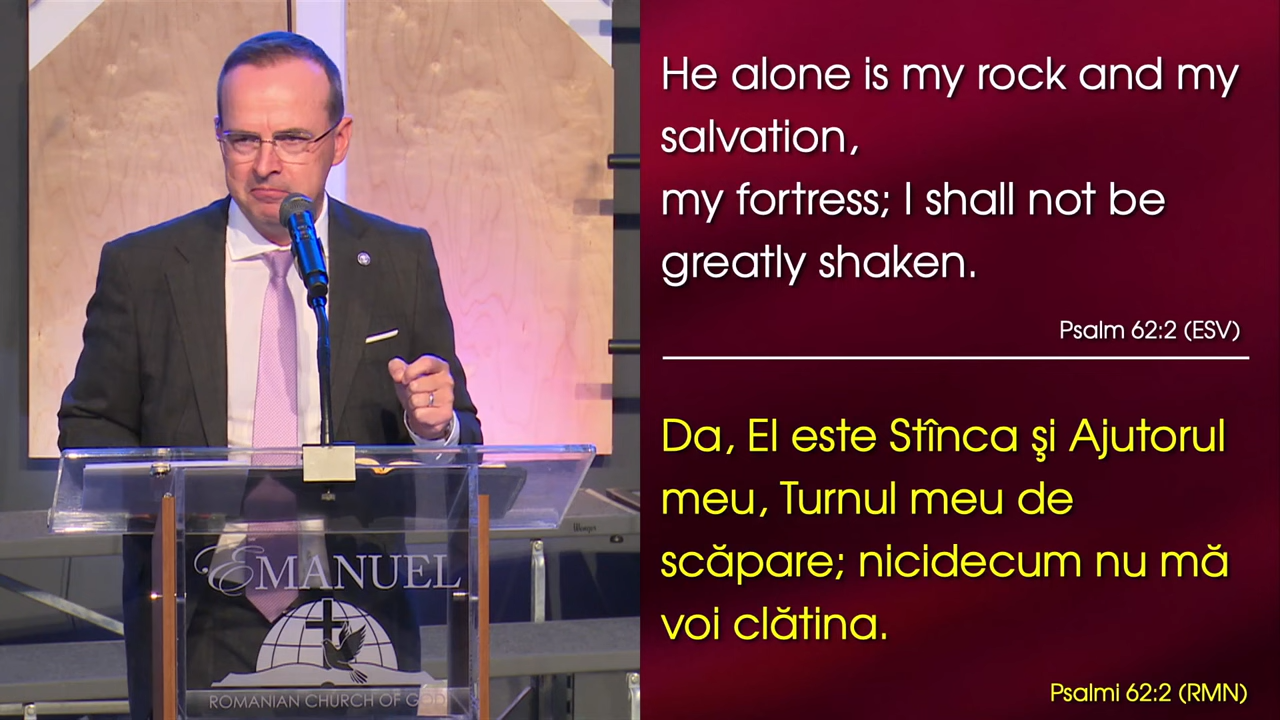 He alone is my rock and my
salvation,
my fortress; I shall not be
greatly shaken.
Psalm 62:2 (ESV)
Da, El este Stînca şi Ajutorul
meu, Turnul meu de
scăpare; nicidecum nu mă
voi clătina.
Psalmi 62:2 (RMN)
EMANUEL
ROMANIAN CHURCH OF GOD